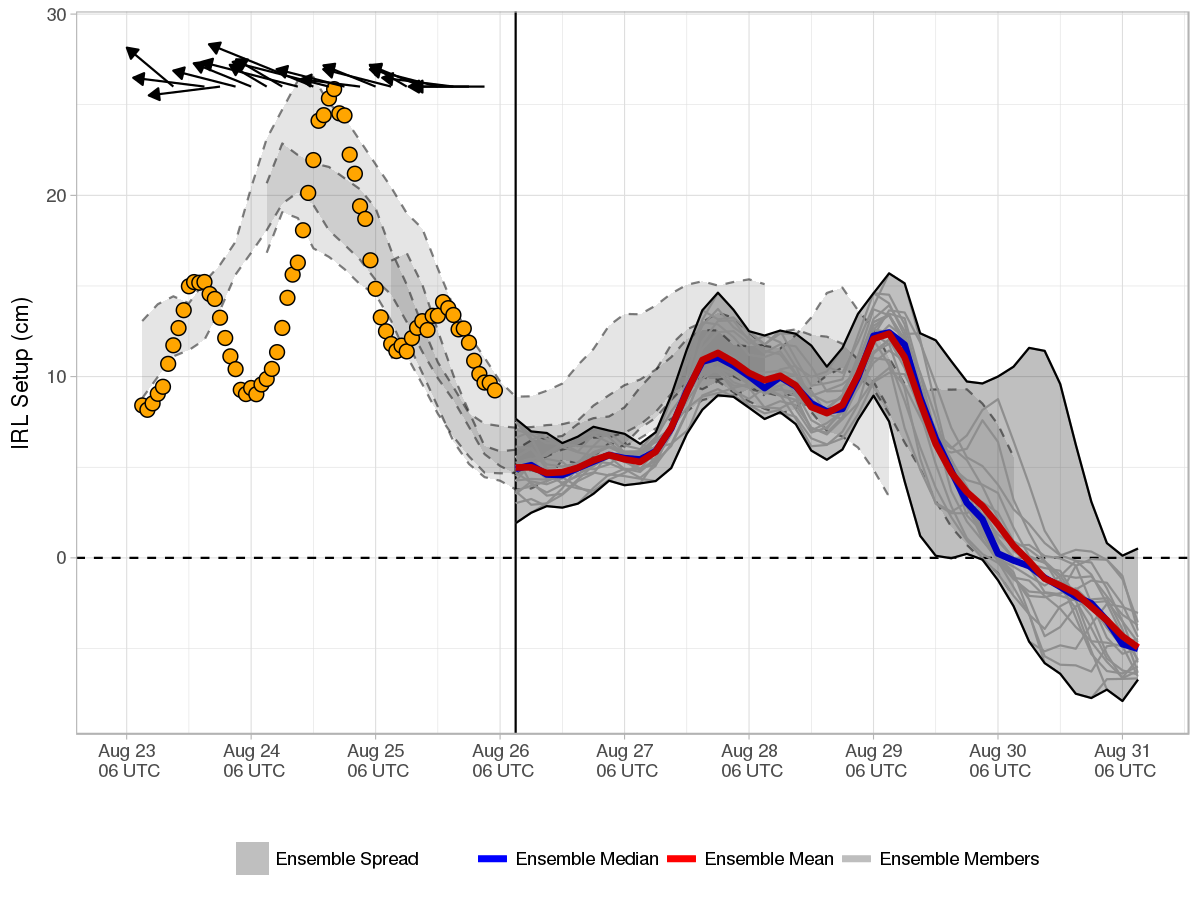 30
20
10
0
IRL Setup (cm)
Aug 23 Aug 24 Aug 25 Aug 26 Aug 27 Aug 28 Aug 29 Aug 30 Aug 31
06 UTC 06 UTC 06 UTC 06 UTC 06 UTC 06 UTC 06 UTC 06 UTC 06 UTC
Ensemble Spread Ensemble Median Ensemble Mean Ensemble Members